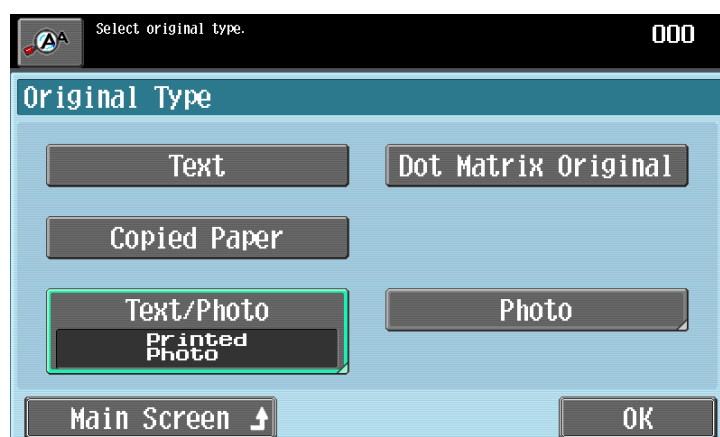 AA
Select original type.
000
Original Type
Text
Dot Matrix Original
Copied Paper
Text/Photo
Printed
Photo
Photo
Main Screen
OK